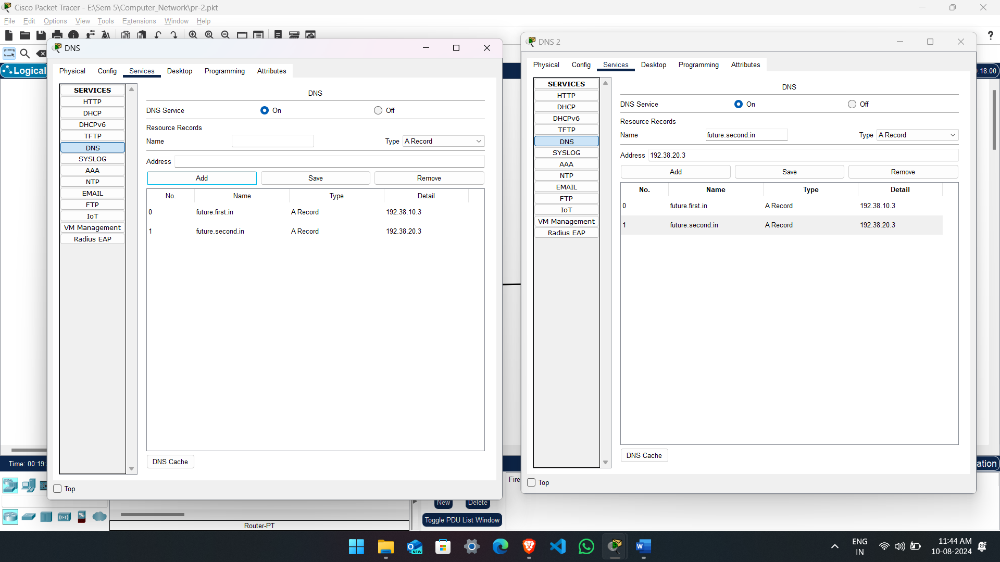 Cisco Packet Tracer - E:\Sem 5\Computer_Network\pr-2.pkt
File Edit Options View Tools Extensions Window Help
Logical
:18:00
DNS
Physical Config Services Desktop Programming Attributes
SERVICES
HTTP
DHCP
DHCPv6
TFTP
DNS
SYSLOG
AAA
NTP
EMAIL
FTP
IoT
VM Management
Radius EAP
DNS
DNS Service On Off
Resource Records
Name Type A Record
Address
Add Save Remove
No. Name Type Detail
0 future.first.in A Record 192.38.10.3
1 future.second.in A Record 192.38.20.3
DNS Cache
Top
DNS 2
Physical Config Services Desktop Programming Attributes
SERVICES
HTTP
DHCP
DHCPv6
TFTP
DNS
SYSLOG
AAA
NTP
EMAIL
FTP
IoT
VM Management
Radius EAP
DNS
DNS Service On Off
Resource Records
Name future.second.in Type A Record
Address 192.38.20.3
Add Save Remove
No. Name Type Detail
0 future.first.in A Record 192.38.10.3
1 future.second.in A Record 192.38.20.3
DNS Cache
Top
Time: 00:19:
ation
Fire
New Delete
Toggle PDU List Window
Router-PT
NEW
ENG
IN
11:44 AM
10-08-2024